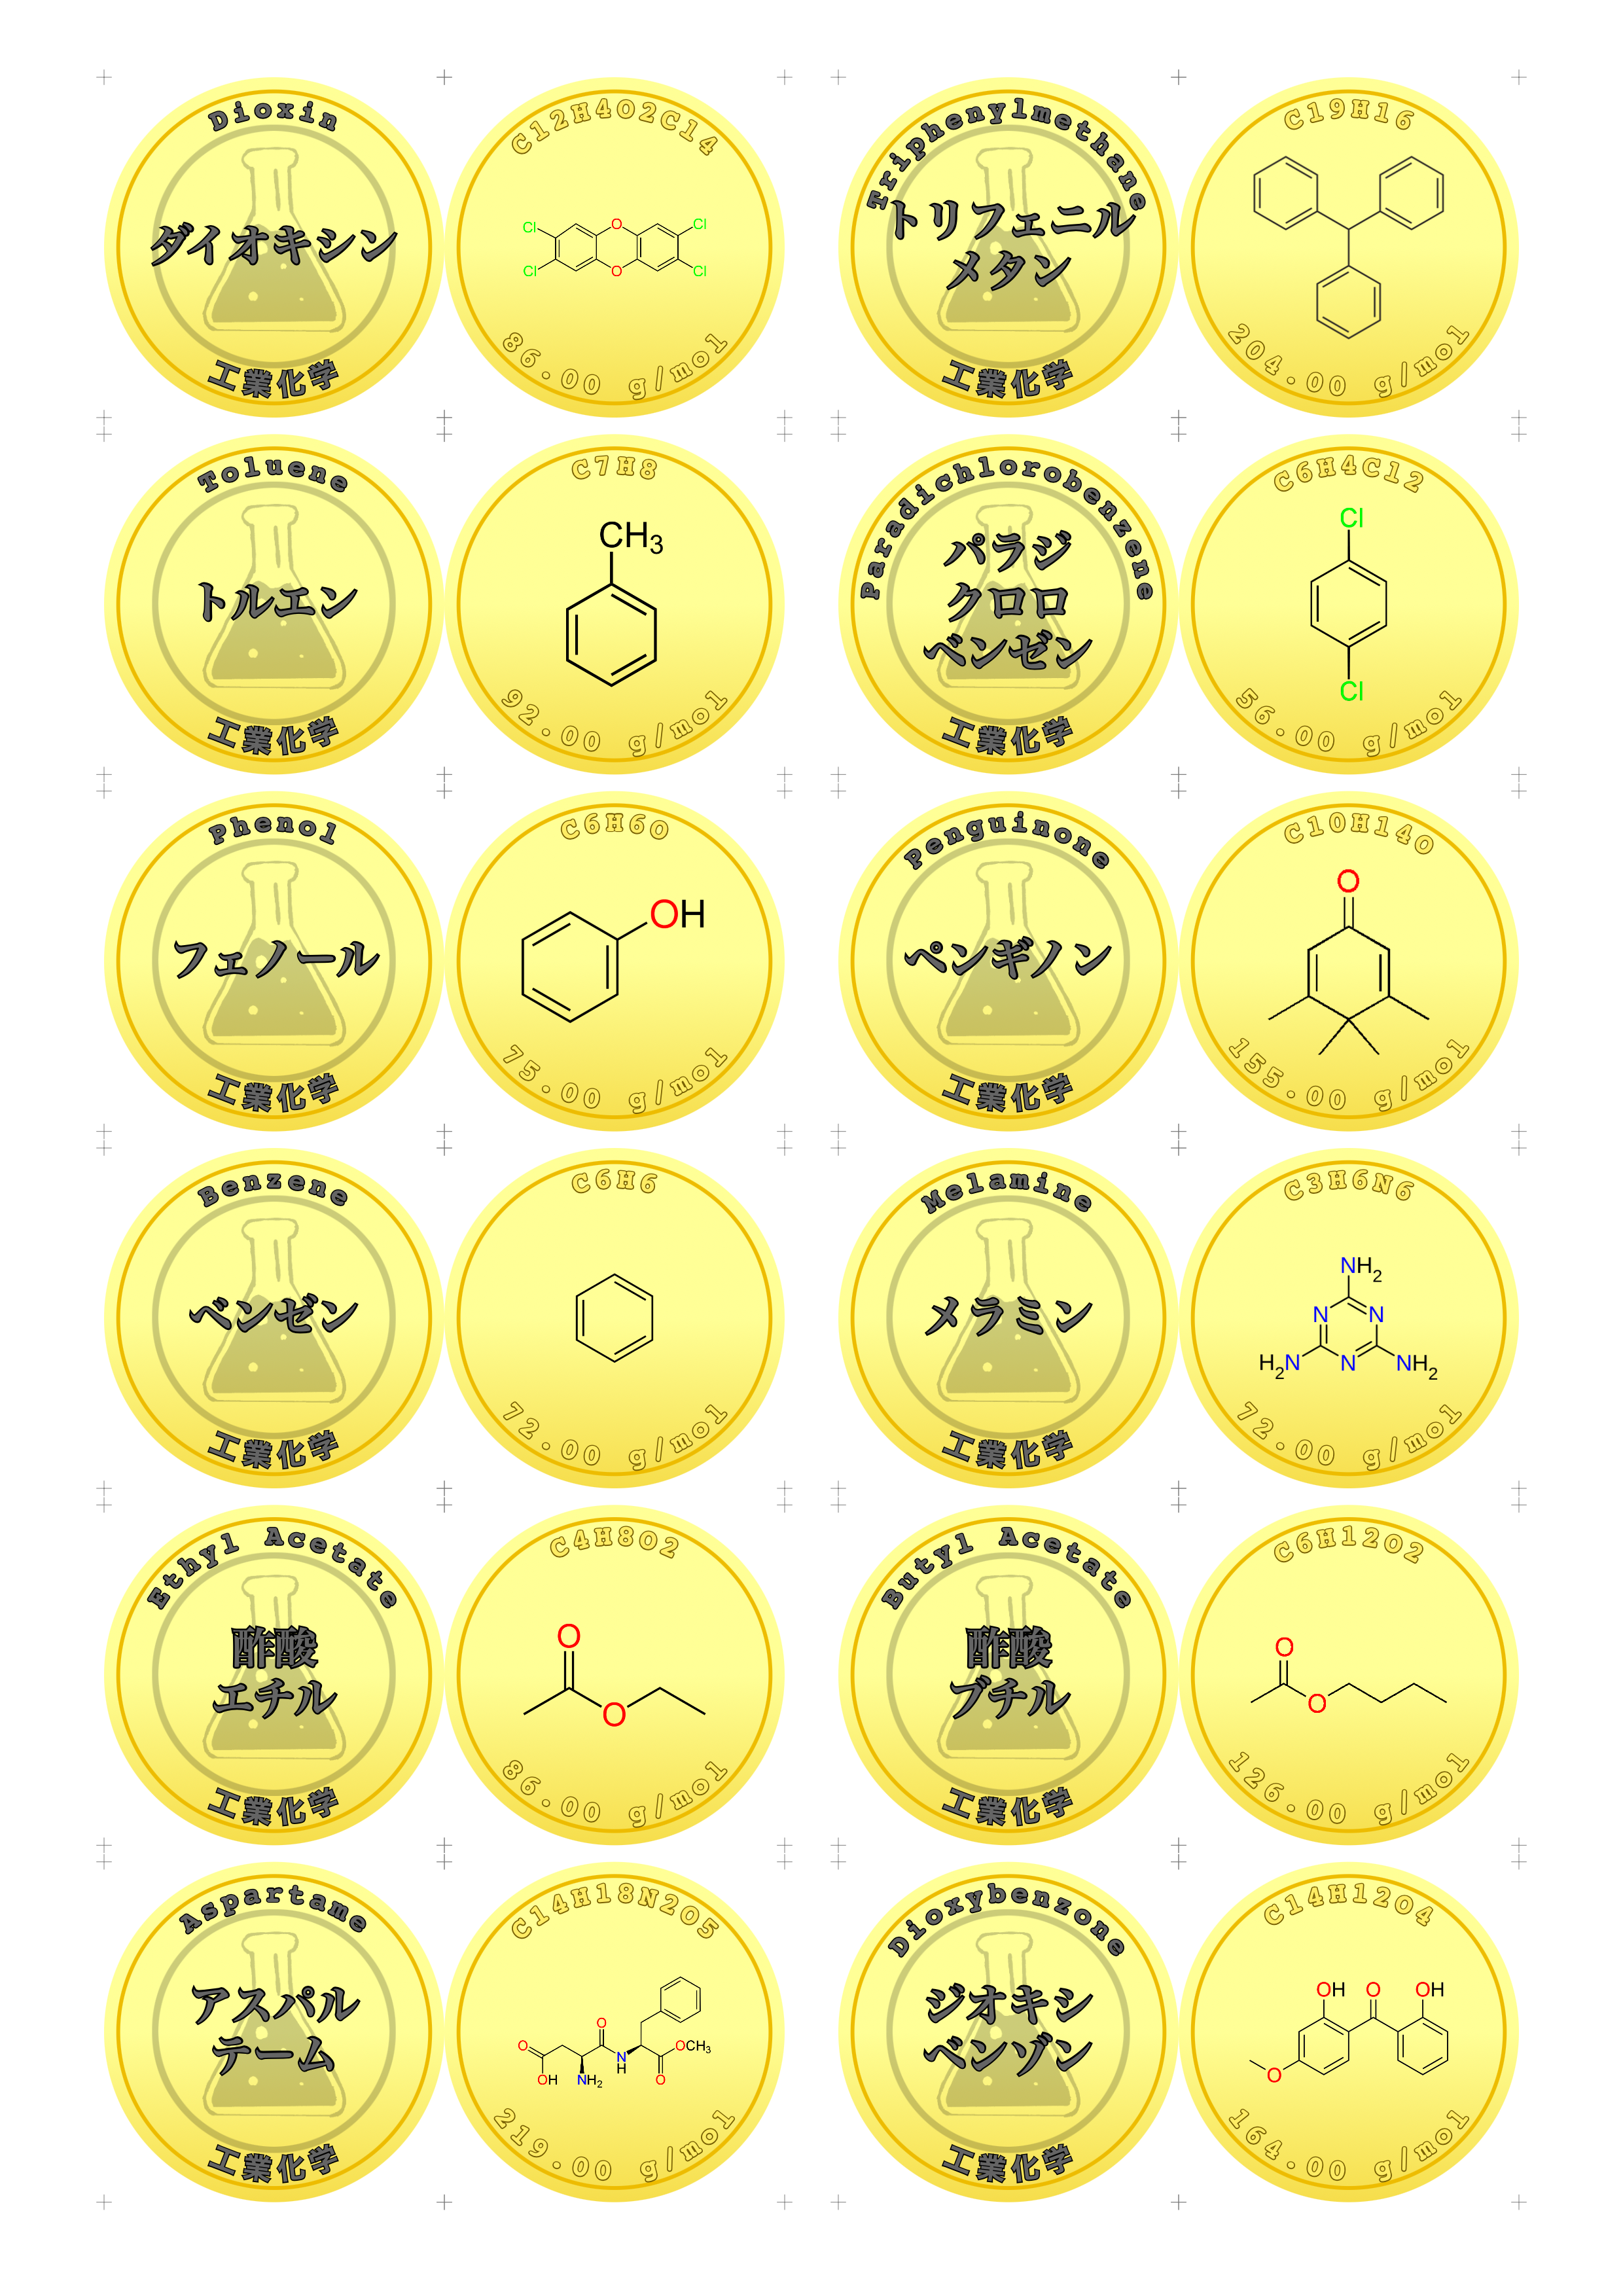 Dioxin
ダイオキシン
工業化学
C12H4O2Cl4
Cl
O
Cl
Cl
O
Cl
86.00 g/mol
Triphenylmethane
トリフェニル
メタン
工業化学
C19H16
204.00 g/mol
Toluene
トルエン
工業化学
C7H8
CH3
92.00 g/mol
Paradichlorobenzene
パラジ
クロロ
ベンゼン
工業化学
C6H4Cl2
Cl
Cl
56.00 g/mol
Phenol
フェノール
工業化学
C6H6O
OH
75.00 g/mol
Penguinone
ペンギノン
工業化学
C10H14O
O
155.00 g/mol
Benzene
ベンゼン
工業化学
C6H6
72.00 g/mol
Melamine
メラミン
工業化学
C3H6N6
NH2
N N
H2N N NH2
72.00 g/mol
Ethyl Acetate
酢酸
エチル
工業化学
C4H8O2
O
O
86.00 g/mol
Butyl Acetate
酢酸
ブチル
工業化学
C6H12O2
O
O
126.00 g/mol
Aspartame
アスパル
テーム
工業化学
C14H18N2O5
O
O OCH3
N
H
OH NH2 O
219.00 g/mol
Dioxybenzone
ジオキシ
ベンゾン
工業化学
C14H12O4
OH O OH
O
164.00 g/mol